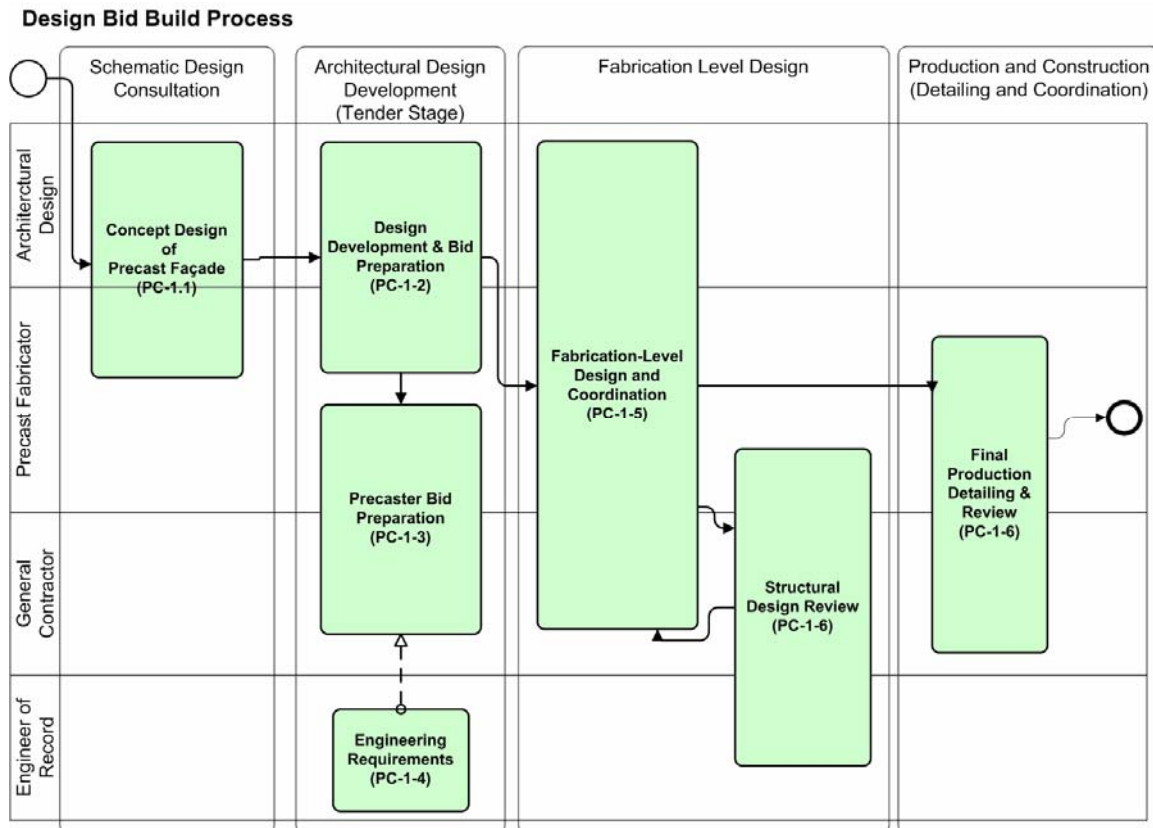 Design Bid Build Process
Schematic Design
Consultation
Architectural Design
Development
(Tender Stage)
Fabrication Level Design
Production and Construction
(Detailing and Coordination)
Architerctural
Design
Concept Design
of
Precast Façade
(PC-1.1)
Design
Development & Bid
Preparation
(PC-1-2)
Precast Fabricator
Fabrication-Level
Design and
Coordination
(PC-1-5)
Precaster Bid
Preparation
(PC-1-3)
Final
Production
Detailing &
Review
(PC-1-6)
General
Contractor
Structural
Design Review
(PC-1-6)
Engineer of
Record
Engineering
Requirements
(PC-1-4)